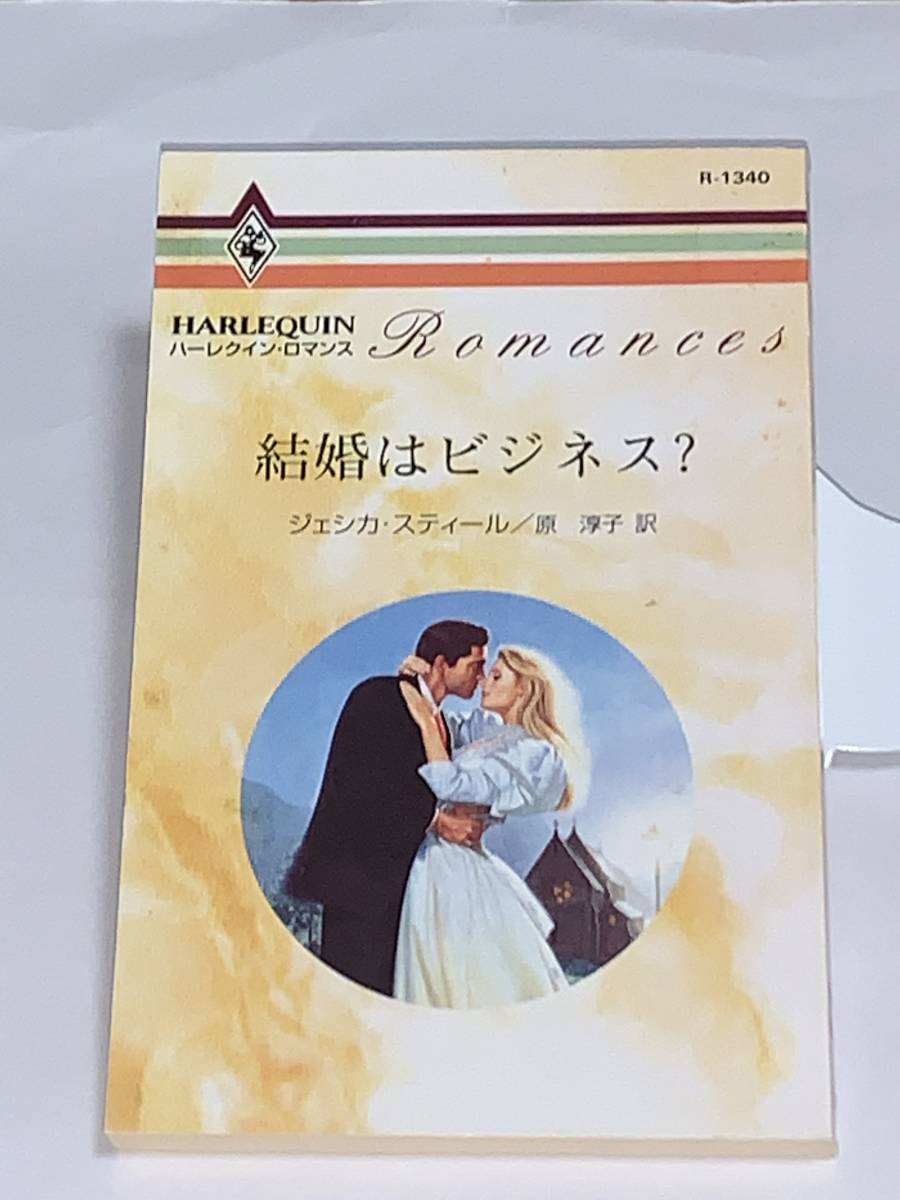 R-1340
HARLEQUIN
ハーレクイン・ロマンス
Romances
結婚はビジネス?
ジェシカ・スティール/原 淳子 訳